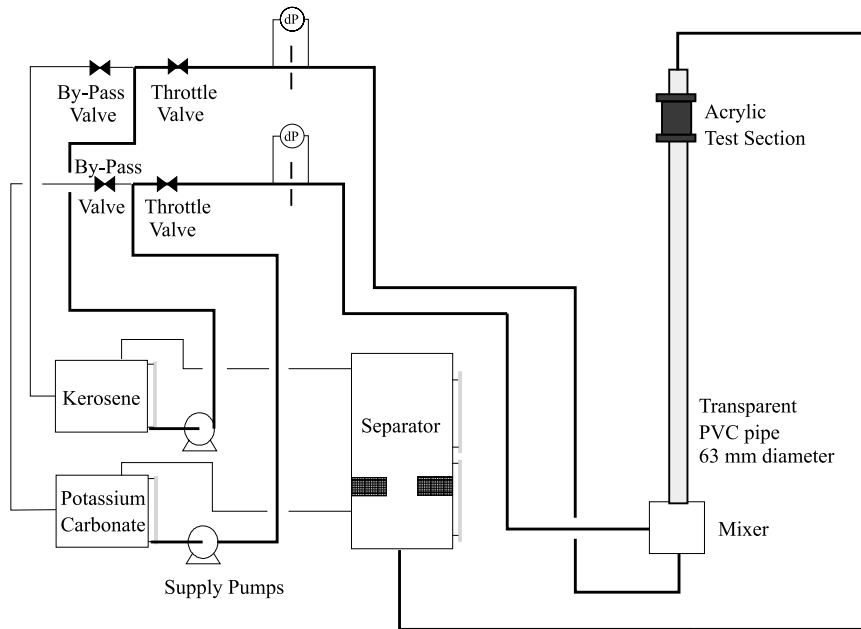 dP
By-Pass
Valve
Throttle
Valve
dP
By-Pass
Valve
Throttle
Valve
Acrylic
Test Section
Kerosene
Separator
Transparent
PVC pipe
63 mm diameter
Potassium
Carbonate
Mixer
Supply Pumps